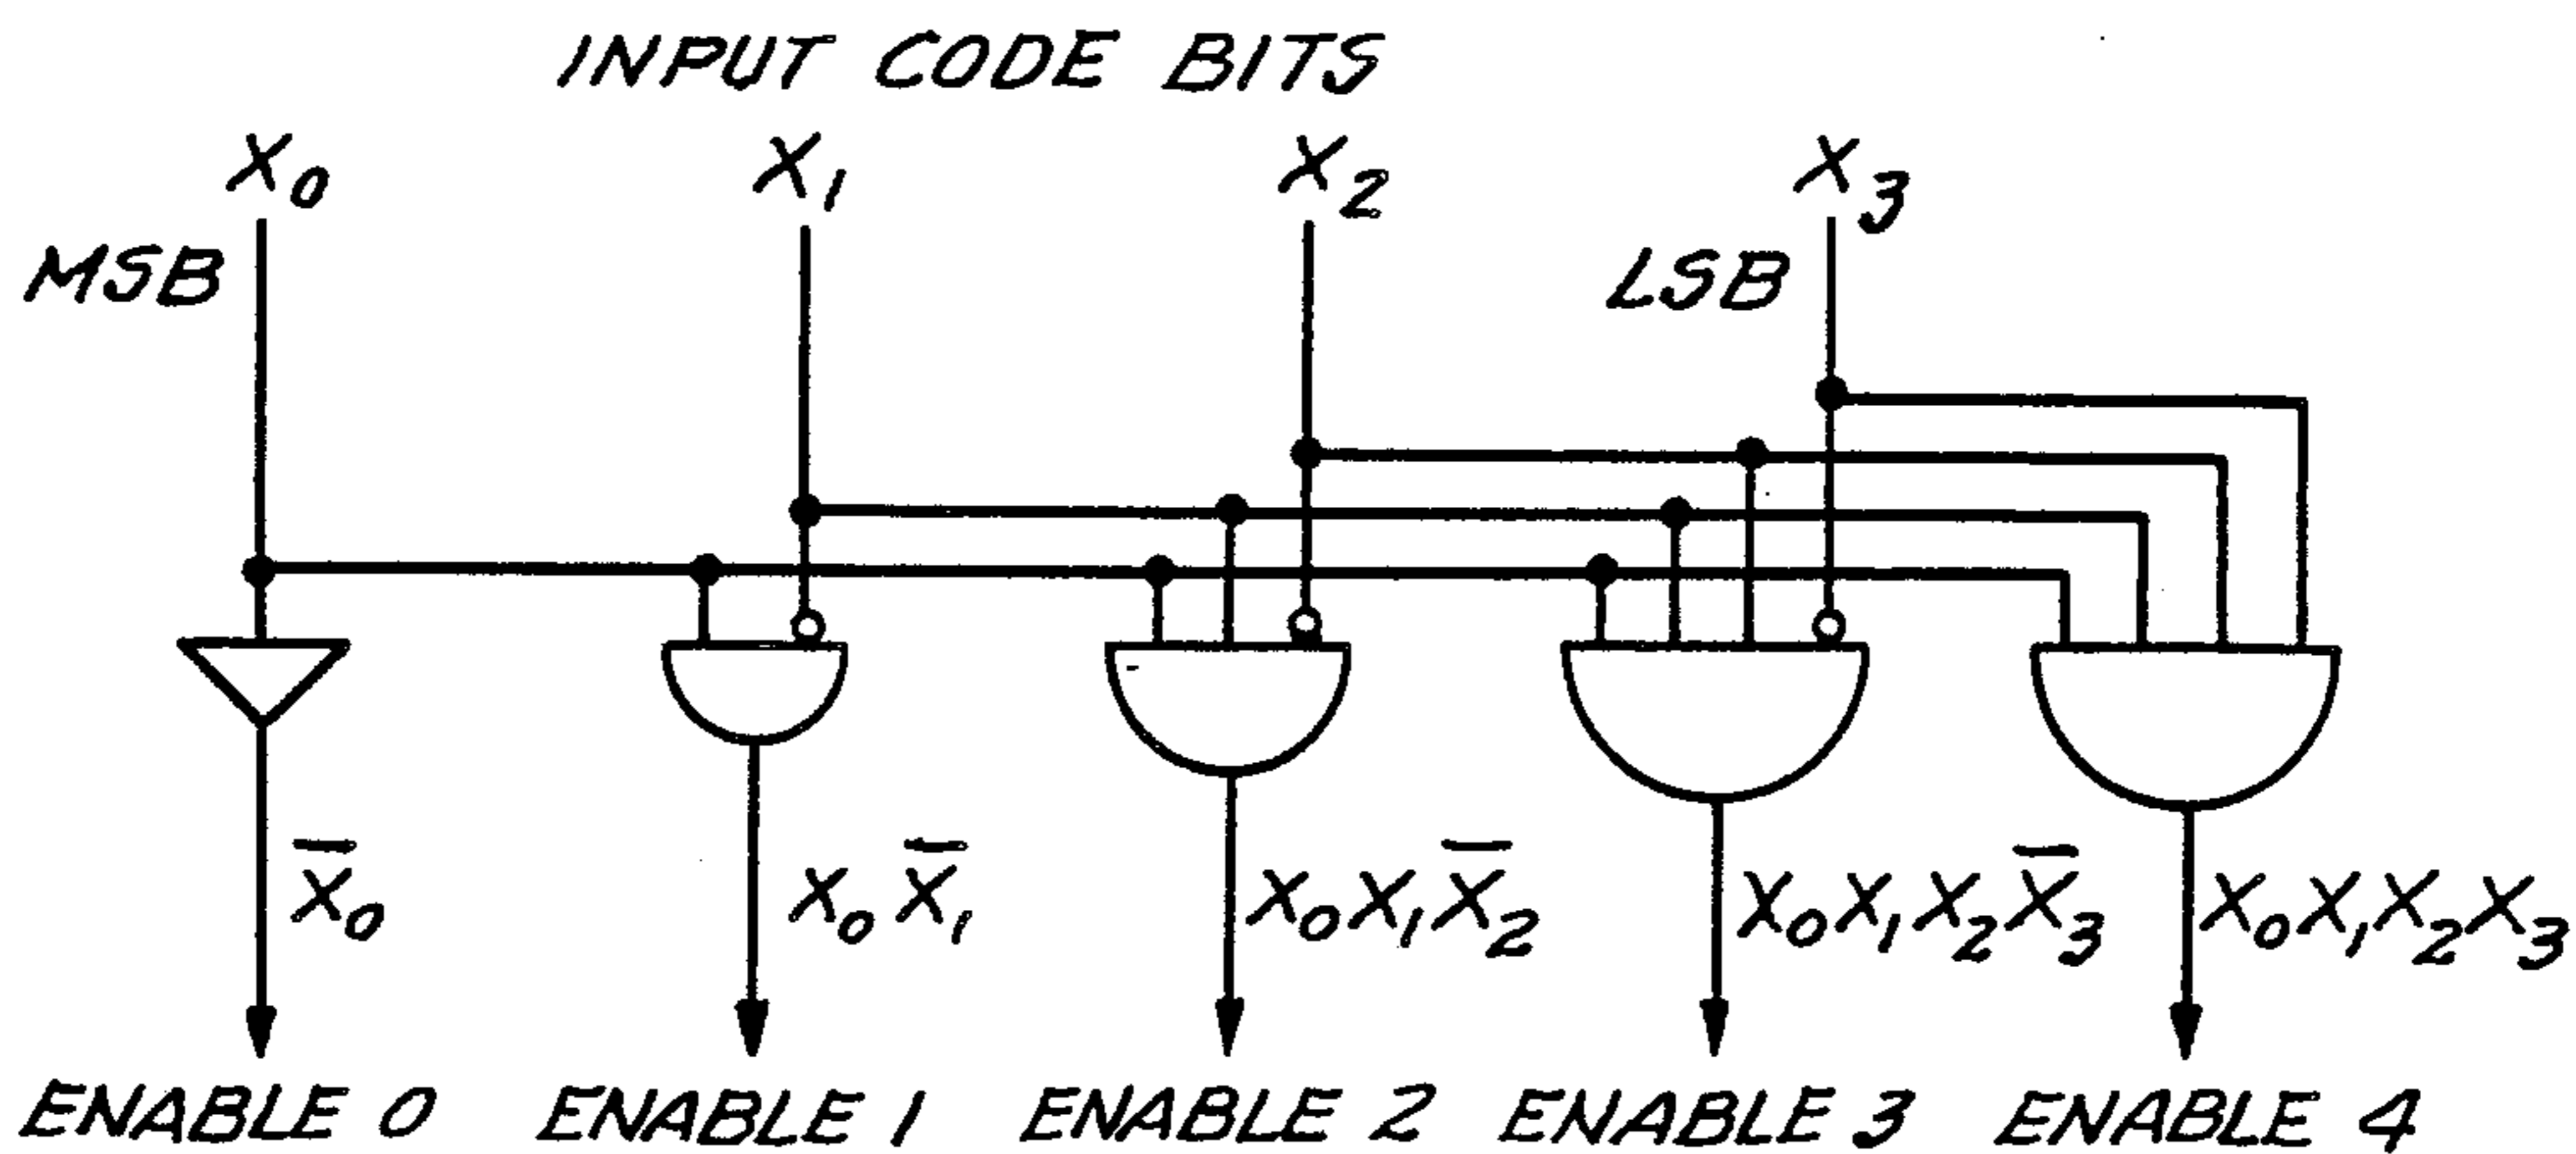 INPUT CODE BITS
X₀ X₁ X₂ X₃
MSB LSB
X̅₀ X₀X̅₁ X₀X₁X̅₂ X₀X₁X₂X̅₃ X₀X₁X₂X₃
ENABLE 0 ENABLE 1 ENABLE 2 ENABLE 3 ENABLE 4